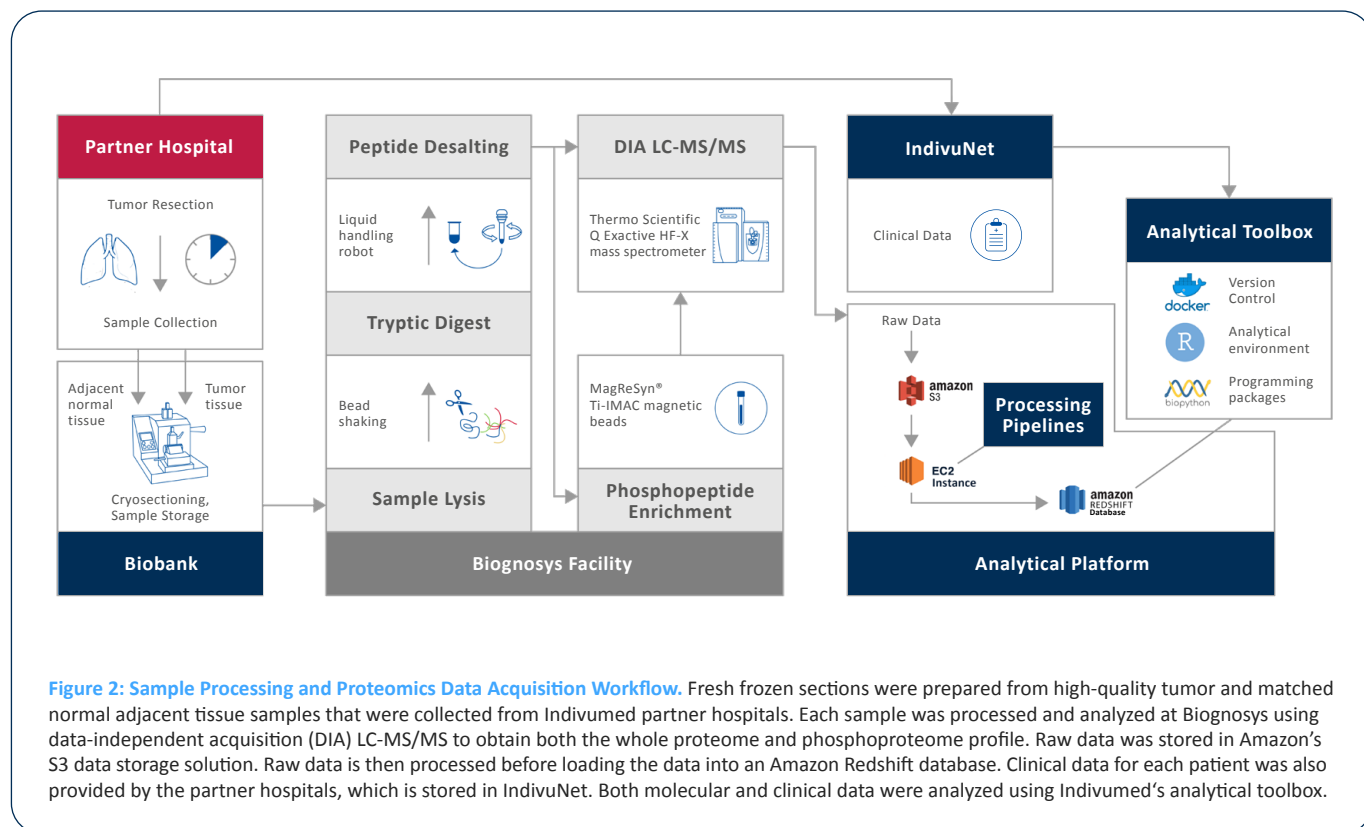 Partner Hospital
Tumor Resection
Sample Collection
Adjacent
normal
tissue
Tumor
tissue
Cryosectioning,
Sample Storage
Biobank
Peptide Desalting
Liquid
handling
robot
Tryptic Digest
Bead
shaking
Sample Lysis
DIA LC-MS/MS
Thermo Scientific
Q Exactive HF-X
mass spectrometer
MagReSyn®
Ti-IMAC magnetic
beads
Phosphopeptide
Enrichment
Biognosys Facility
IndivuNet
Clinical Data
Raw Data
amazon
S3
Processing
Pipelines
EC2
Instance
amazon
REDSHIFT
Database
Analytical Platform
Analytical Toolbox
docker
Version
Control
R
Analytical
environment
biopython
Programming
packages
Figure 2: Sample Processing and Proteomics Data Acquisition Workflow. Fresh frozen sections were prepared from high-quality tumor and matched
normal adjacent tissue samples that were collected from Indivumed partner hospitals. Each sample was processed and analyzed at Biognosys using
data-independent acquisition (DIA) LC-MS/MS to obtain both the whole proteome and phosphoproteome profile. Raw data was stored in Amazon's
S3 data storage solution. Raw data is then processed before loading the data into an Amazon Redshift database. Clinical data for each patient was also
provided by the partner hospitals, which is stored in IndivuNet. Both molecular and clinical data were analyzed using Indivumed‘s analytical toolbox.